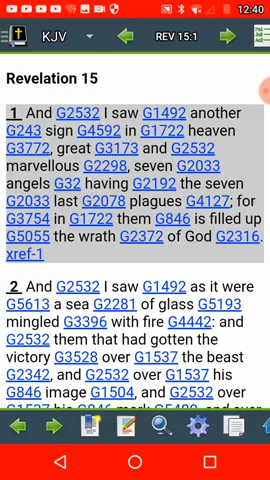 12:40
KJV
REV 15:1
Revelation 15
1 And G2532 I saw G1492 another
G243 sign G4592 in G1722 heaven
G3772, great G3173 and G2532
marvellous G2298, seven G2033
angels G32 having G2192 the seven
G2033 last G2078 plagues G4127; for
G3754 in G1722 them G846 is filled up
G5055 the wrath G2372 of God G2316.
xref-1
2 And G2532 I saw G1492 as it were
G5613 a sea G2281 of glass G5193
mingled G3396 with fire G4442: and
G2532 them that had gotten the
victory G3528 over G1537 the beast
G2342, and G2532 over G1537 his
G846 image G1504, and G2532 over